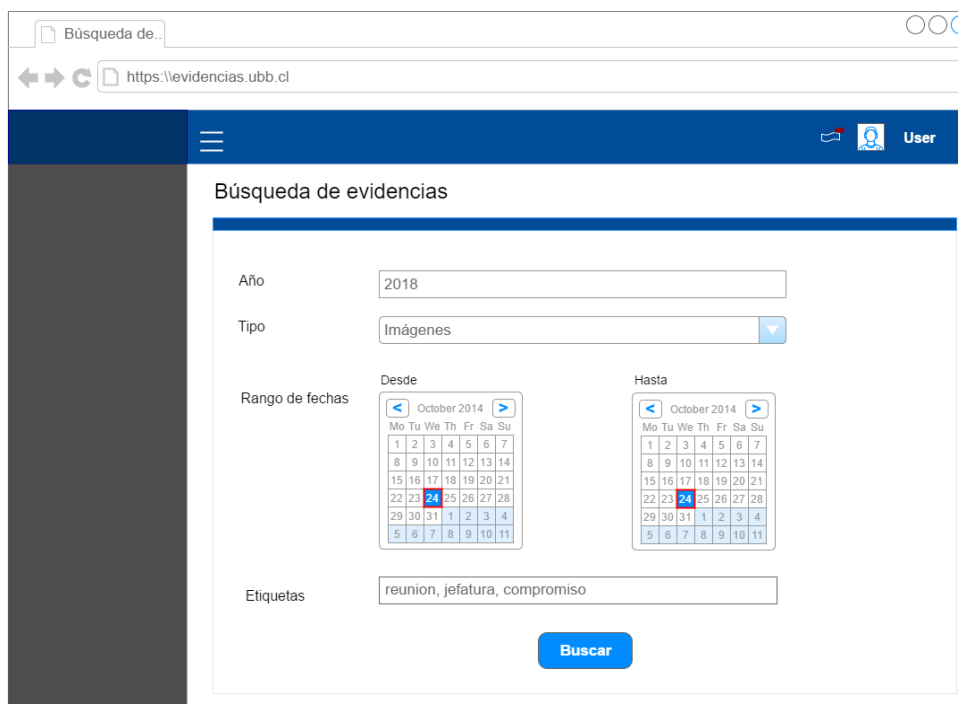 Búsqueda de..
https:\\evidencias.ubb.cl
User
Búsqueda de evidencias
Año
2018
Tipo
Imágenes
Rango de fechas
Desde
< October 2014 >
Mo Tu We Th Fr Sa Su
1 2 3 4 5 6 7
8 9 10 11 12 13 14
15 16 17 18 19 20 21
22 23 24 25 26 27 28
29 30 31 1 2 3 4
5 6 7 8 9 10 11
Hasta
< October 2014 >
Mo Tu We Th Fr Sa Su
1 2 3 4 5 6 7
8 9 10 11 12 13 14
15 16 17 18 19 20 21
22 23 24 25 26 27 28
29 30 31 1 2 3 4
5 6 7 8 9 10 11
Etiquetas
reunion, jefatura, compromiso
Buscar